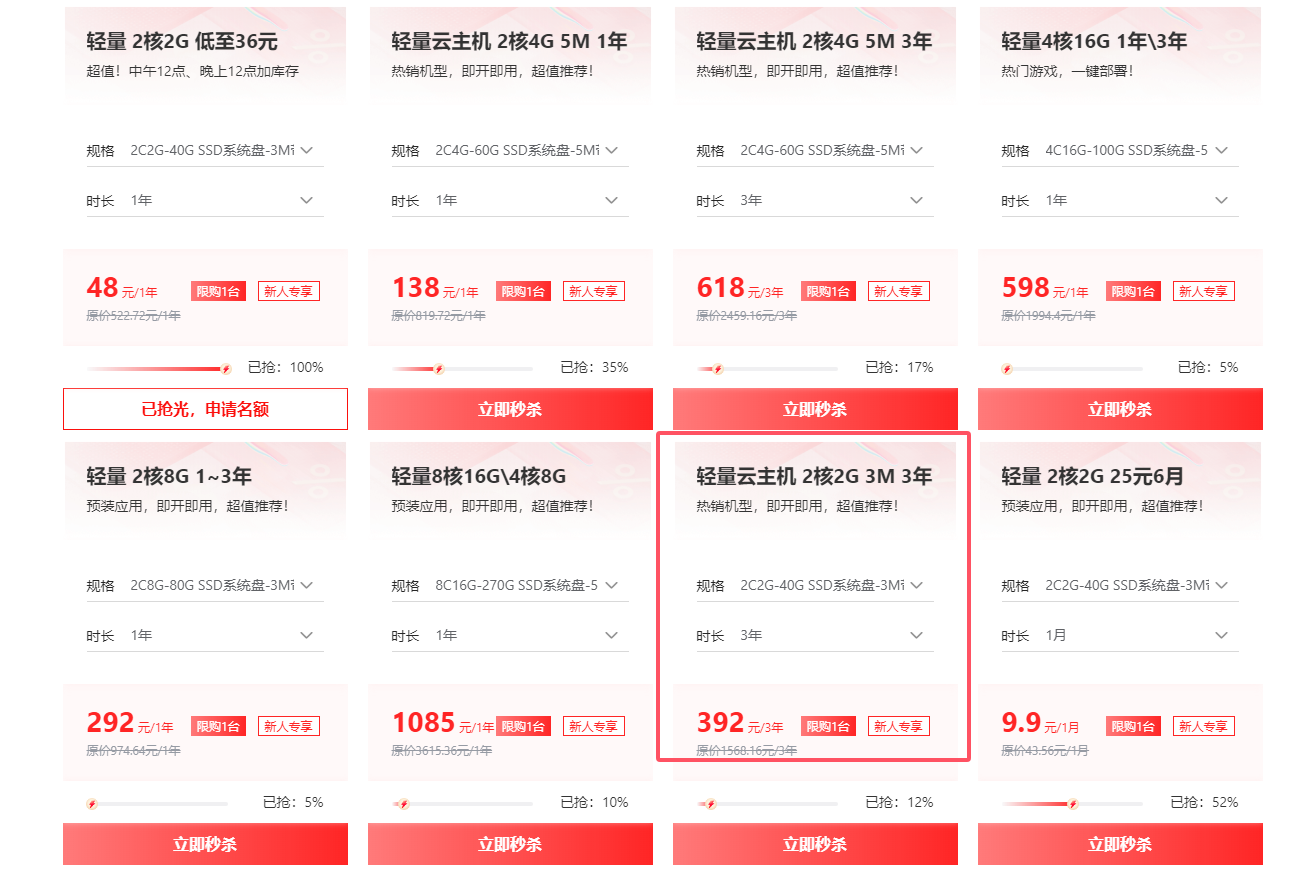 轻量 2核2G 低至36元
超值！中午12点、晚上12点加库存
规格 2C2G-40G SSD系统盘-3M
时长 1年
48 元/1年 限购1台 新人专享
原价522.72元/1年
已抢：100%
已抢光，申请名额
轻量云主机 2核4G 5M 1年
热销机型，即开即用，超值推荐！
规格 2C4G-60G SSD系统盘-5M
时长 1年
138 元/1年 限购1台 新人专享
原价819.72元/1年
已抢：35%
立即秒杀
轻量云主机 2核4G 5M 3年
热销机型，即开即用，超值推荐！
规格 2C4G-60G SSD系统盘-5M
时长 3年
618 元/3年 限购1台 新人专享
原价2459.16元/3年
已抢：17%
立即秒杀
轻量4核16G 1年\3年
热门游戏，一键部署！
规格 4C16G-100G SSD系统盘-5
时长 1年
598 元/1年 限购1台 新人专享
原价1994.4元/1年
已抢：5%
立即秒杀
轻量 2核8G 1~3年
预装应用，即开即用，超值推荐！
规格 2C8G-80G SSD系统盘-3M
时长 1年
292 元/1年 限购1台 新人专享
原价974.64元/1年
已抢：5%
立即秒杀
轻量8核16G\4核8G
预装应用，即开即用，超值推荐！
规格 8C16G-270G SSD系统盘-5
时长 1年
1085 元/1年 限购1台 新人专享
原价3615.36元/1年
已抢：10%
立即秒杀
轻量云主机 2核2G 3M 3年
热销机型，即开即用，超值推荐！
规格 2C2G-40G SSD系统盘-3M
时长 3年
392 元/3年 限购1台 新人专享
原价1568.16元/3年
已抢：12%
立即秒杀
轻量 2核2G 25元6月
预装应用，即开即用，超值推荐！
规格 2C2G-40G SSD系统盘-3M
时长 1月
9.9 元/1月 限购1台 新人专享
原价43.56元/1月
已抢：52%
立即秒杀